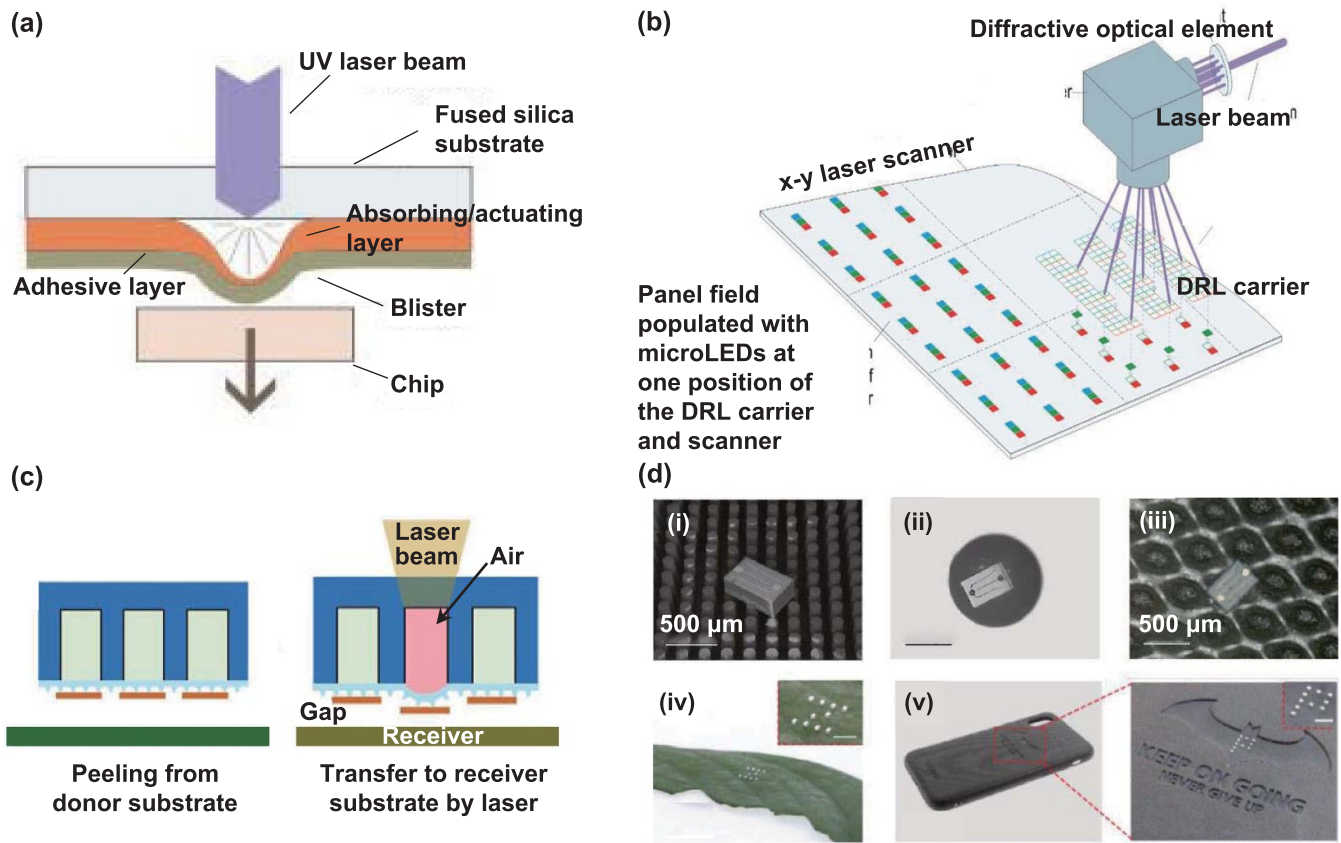 (a)
UV laser beam
Fused silica
substrate
Absorbing/actuating
layer
Adhesive layer
Blister
Chip
(b)
t
Diffractive optical element
er
Laser beam
n
x-y laser scanner
DRL carrier
Panel field
populated with
microLEDs at
one position of
the DRL carrier
and scanner
f
r
(c)
Laser
beam
Air
Gap
Receiver
Peeling from
donor substrate
Transfer to receiver
substrate by laser
(d)
(i)
500 μm
(ii)
(iii)
500 μm
(iv)
(v)
KEEP ON GOING
NEVER GIVE UP